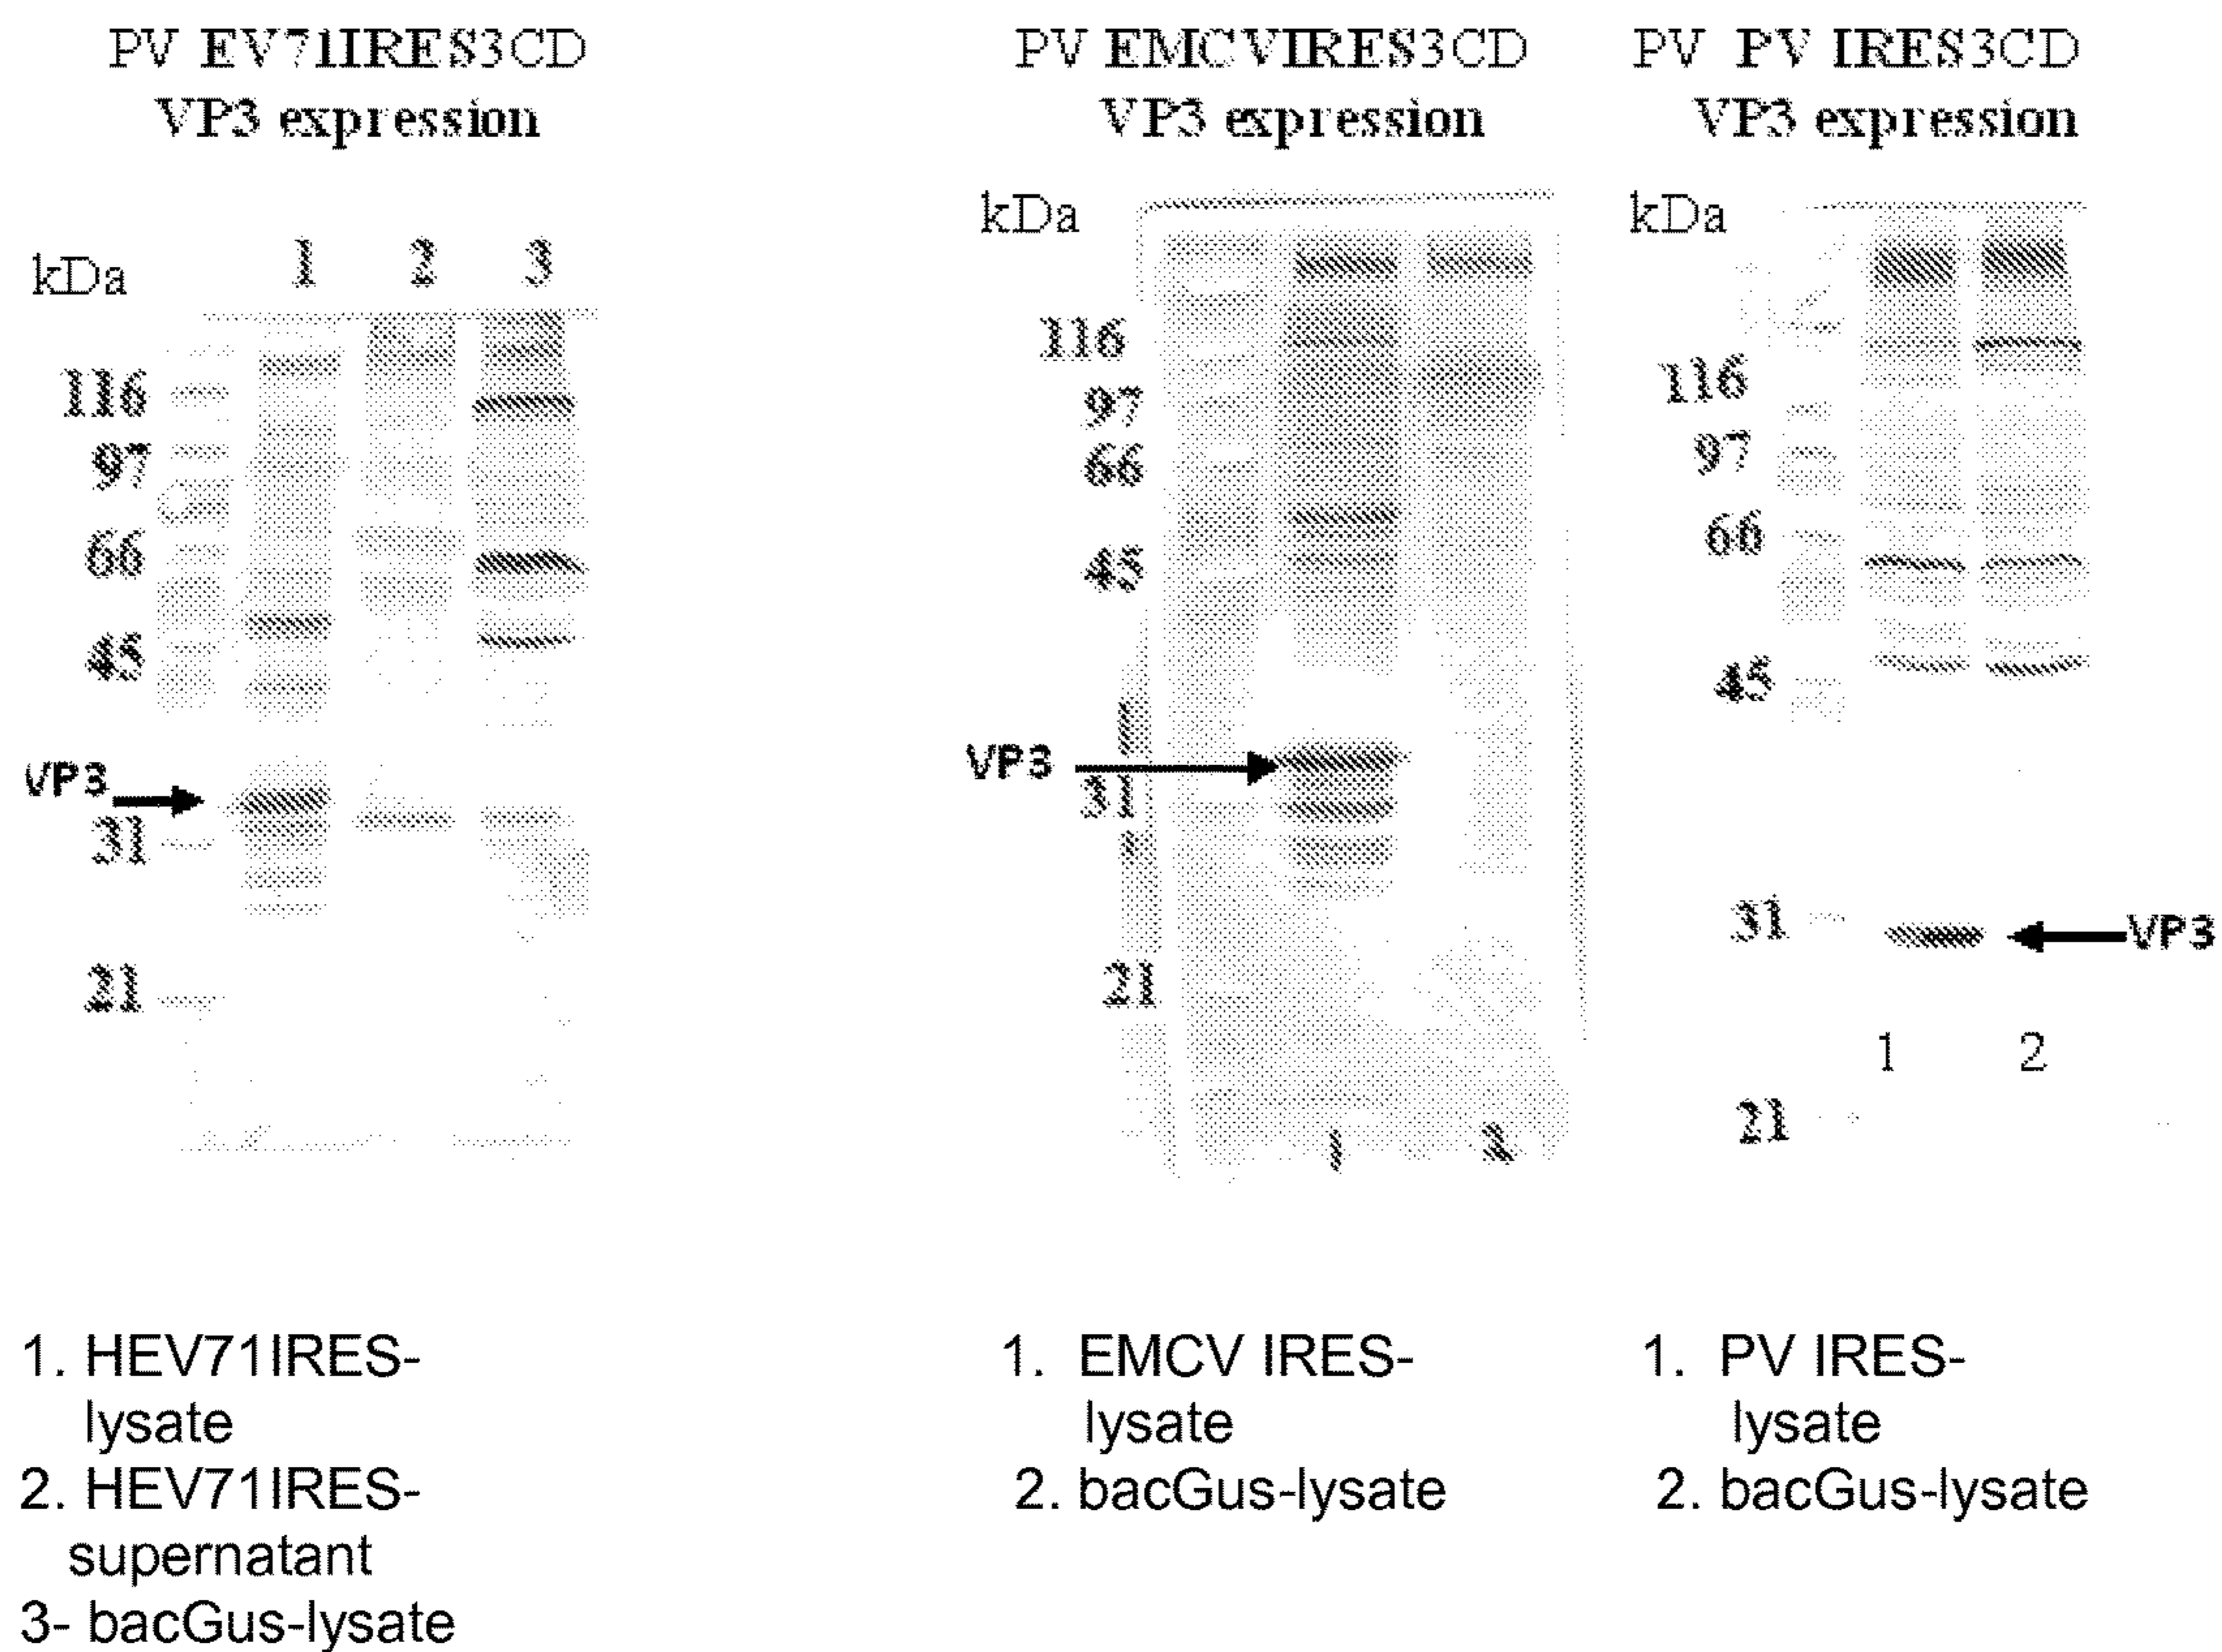 PV EV71IRES3CD
VP3 expression
kDa
1 2 3
116
97
66
45
VP3
31
21
1. HEV71IRES-
lysate
2. HEV71IRES-
supernatant
3- bacGus-lysate
PV EMCVIRES3CD
VP3 expression
kDa
116
97
66
45
VP3
31
21
1 2
1. EMCV IRES-
lysate
2. bacGus-lysate
PV PV IRES3CD
VP3 expression
kDa
116
97
66
45
31
VP3
1 2
21
1. PV IRES-
lysate
2. bacGus-lysate